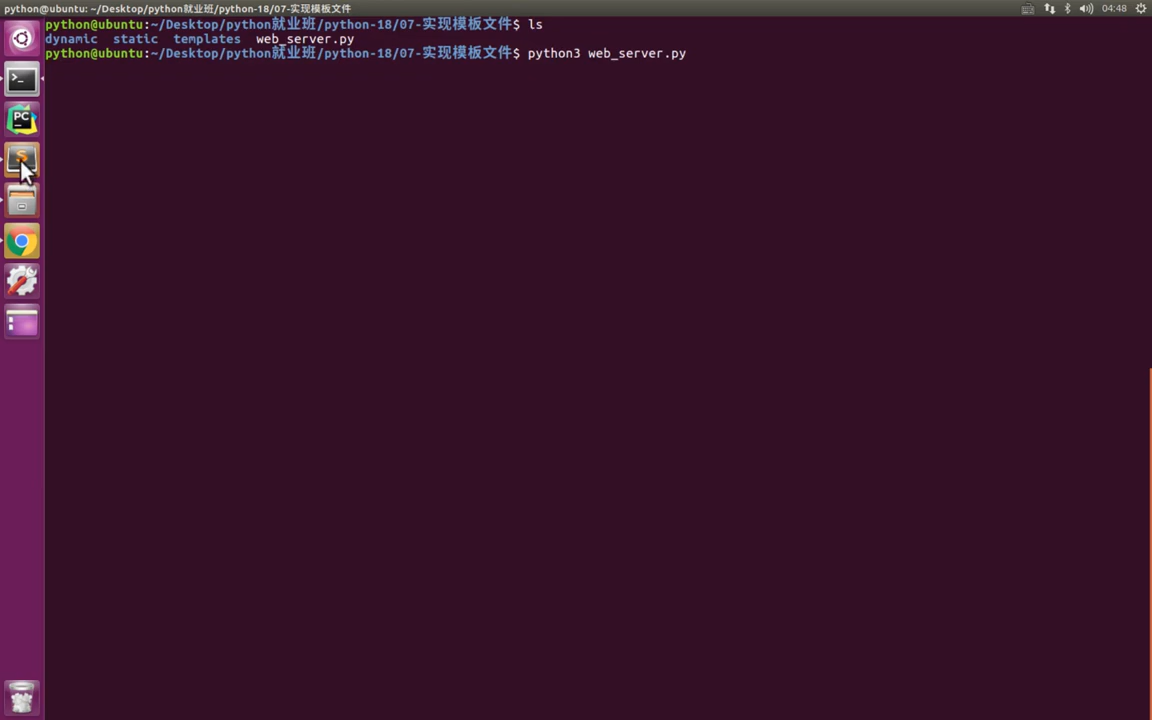 python@ubuntu: ~/Desktop/python就业班/python-18/07-实现模板文件
04:48
python@ubuntu:~/Desktop/python就业班/python-18/07-实现模板文件$ ls
dynamic static templates web_server.py
python@ubuntu:~/Desktop/python就业班/python-18/07-实现模板文件$ python3 web_server.py
>_
PC
S